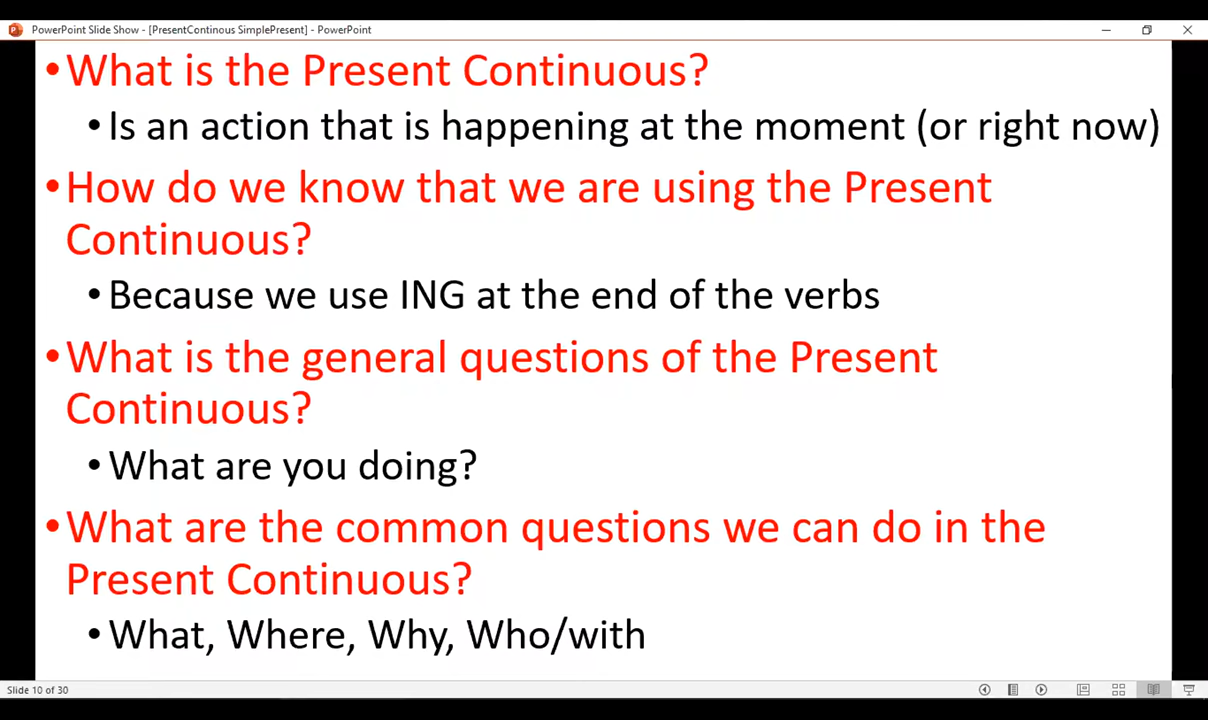 PowerPoint Slide Show - [PresentContinous SimplePresent] - PowerPoint
•What is the Present Continuous?
•Is an action that is happening at the moment (or right now)
•How do we know that we are using the Present
Continuous?
•Because we use ING at the end of the verbs
•What is the general questions of the Present
Continuous?
•What are you doing?
•What are the common questions we can do in the
Present Continuous?
•What, Where, Why, Who/with
Slide 10 of 30